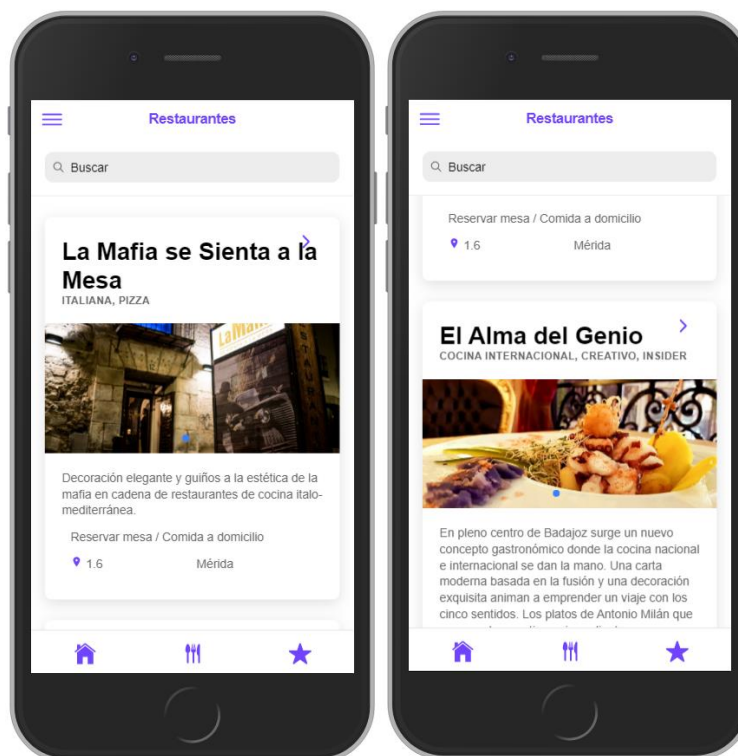 Restaurantes
Buscar
La Mafia se Sienta a la
Mesa
ITALIANA, PIZZA
Decoración elegante y guiños a la estética de la
mafia en cadena de restaurantes de cocina italo-
mediterránea.
Reservar mesa / Comida a domicilio
1.6 Mérida
Restaurantes
Buscar
Reservar mesa / Comida a domicilio
1.6 Mérida
El Alma del Genio
COCINA INTERNACIONAL, CREATIVO, INSIDER
En pleno centro de Badajoz surge un nuevo
concepto gastronómico donde la cocina nacional
e internacional se dan la mano. Una carta
moderna basada en la fusión y una decoración
exquisita animan a emprender un viaje con los
cinco sentidos. Los platos de Antonio Milán que